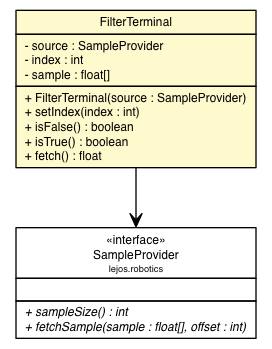 FilterTerminal
- source : SampleProvider
- index : int
- sample : float[]
+ FilterTerminal(source : SampleProvider)
+ setIndex(index : int)
+ isFalse() : boolean
+ isTrue() : boolean
+ fetch() : float
«interface»
SampleProvider
lejos.robotics
+ sampleSize() : int
+ fetchSample(sample : float[], offset : int)